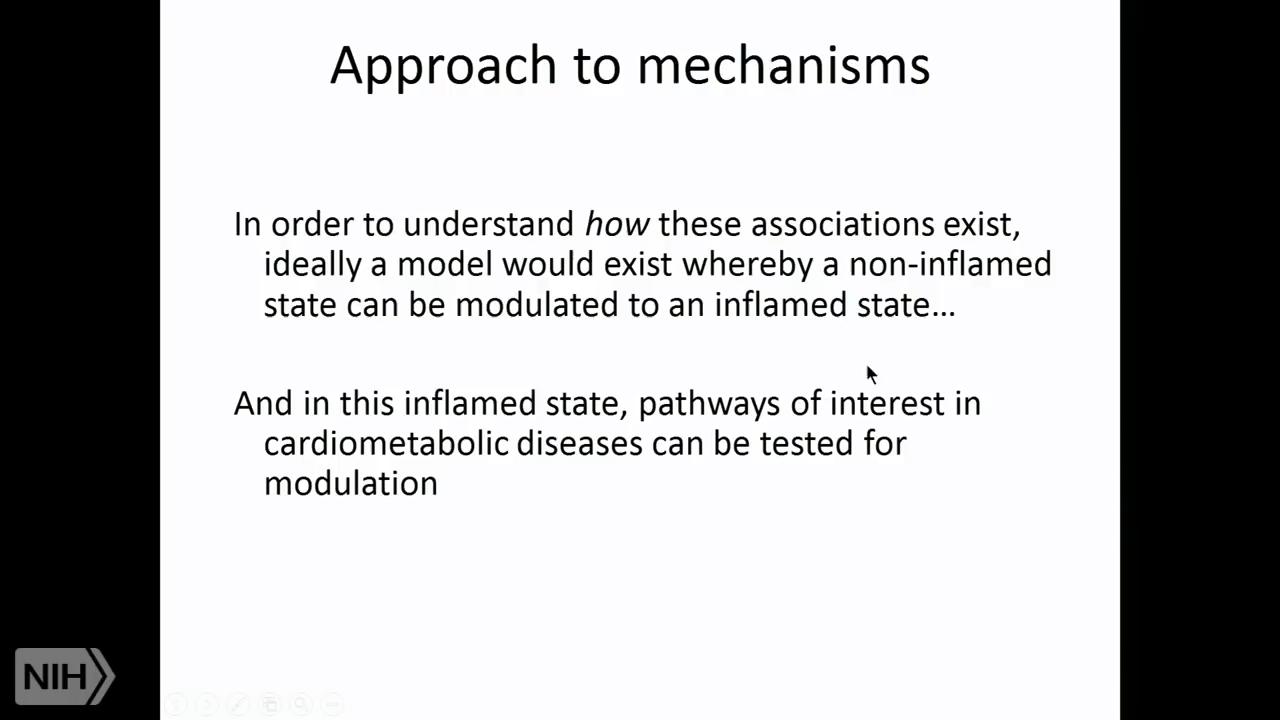 Approach to mechanisms
In order to understand how these associations exist,
ideally a model would exist whereby a non-inflamed
state can be modulated to an inflamed state…
And in this inflamed state, pathways of interest in
cardiometabolic diseases can be tested for
modulation
NIH